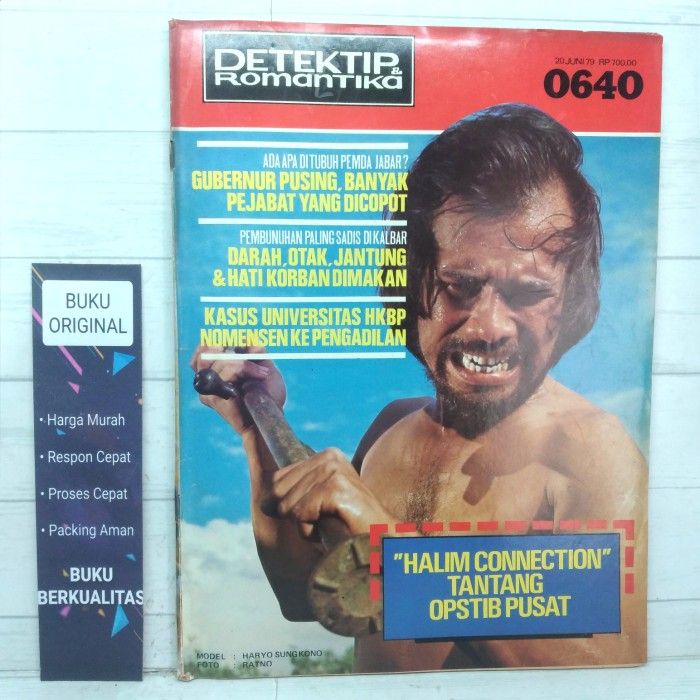 DETEKTIP
& ROMANTIKA
20 JUNI 79 RP 700,00
0640
ADA APA DI TUBUH PEMDA JABAR?
GUBERNUR PUSING, BANYAK
PEJABAT YANG DICOPOT
PEMBUNUHAN PALING SADIS DI KALBAR
DARAH, OTAK, JANTUNG
& HATI KORBAN DIMAKAN
KASUS UNIVERSITAS HKBP
NOMENSEN KE PENGADILAN
"HALIM CONNECTION"
TANTANG
OPSTIB PUSAT
MODEL : HARYO SUNGKONO
FOTO : RATNO
BUKU
ORIGINAL
• Harga Murah
• Respon Cepat
• Proses Cepat
• Packing Aman
BUKU
BERKUALITAS